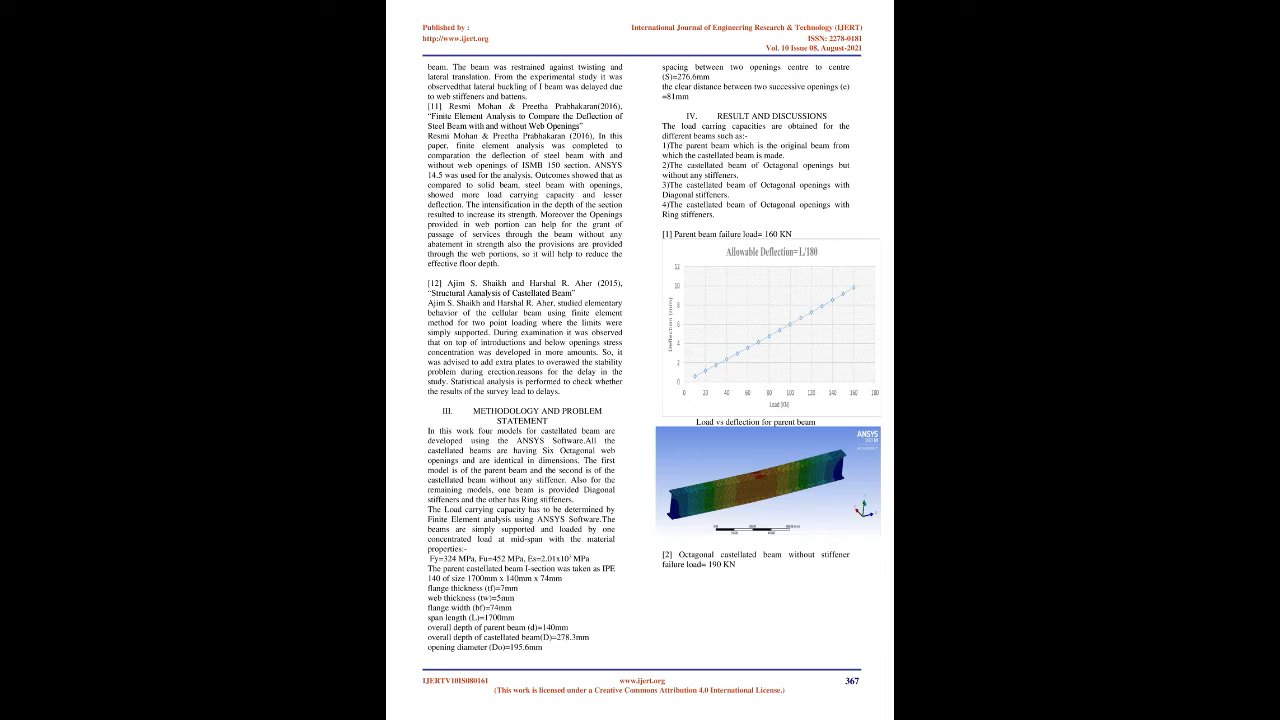 Published by :
http://www.ijert.org
International Journal of Engineering Research & Technology (IJERT)
ISSN: 2278-0181
Vol. 10 Issue 08, August-2021
beam. The beam was restrained against twisting and
lateral translation. From the experimental study it was
observedthat lateral buckling of I beam was delayed due
to web stiffeners and battens.
[11] Resmi Mohan & Preetha Prabhakaran(2016),
“Finite Element Analysis to Compare the Deflection of
Steel Beam with and without Web Openings”
Resmi Mohan & Preetha Prabhakaran (2016), In this
paper, finite element analysis was completed to
comparation the deflection of steel beam with and
without web openings of ISMB 150 section. ANSYS
14.5 was used for the analysis. Outcomes showed that as
compared to solid beam, steel beam with openings,
showed more load carrying capacity and lesser
deflection. The intensification in the depth of the section
resulted to increase its strength. Moreover the Openings
provided in web portion can help for the grant of
passage of services through the beam without any
abatement in strength also the provisions are provided
through the web portions, so it will help to reduce the
effective floor depth.
[12] Ajim S. Shaikh and Harshal R. Aher (2015),
“Structural Aanalysis of Castellated Beam”
Ajim S. Shaikh and Harshal R. Aher, studied elementary
behavior of the cellular beam using finite element
method for two point loading where the limits were
simply supported. During examination it was observed
that on top of introductions and below openings stress
concentration was developed in more amounts. So, it
was advised to add extra plates to overawed the stability
problem during erection.reasons for the delay in the
study. Statistical analysis is performed to check whether
the results of the survey lead to delays.
III. METHODOLOGY AND PROBLEM
STATEMENT
In this work four models for castellated beam are
developed using the ANSYS Software.All the
castellated beams are having Six Octagonal web
openings and are identical in dimensions. The first
model is of the parent beam and the second is of the
castellated beam without any stiffener. Also for the
remaining models, one beam is provided Diagonal
stiffeners and the other has Ring stiffeners.
The Load carrying capacity has to be determined by
Finite Element analysis using ANSYS Software.The
beams are simply supported and loaded by one
concentrated load at mid-span with the material
properties:-
Fy=324 MPa, Fu=452 MPa, Es=2.01x10⁵ MPa
The parent castellated beam I-section was taken as IPE
140 of size 1700mm x 140mm x 74mm
flange thickness (tf)=7mm
web thickness (tw)=5mm
flange width (bf)=74mm
span length (L)=1700mm
overall depth of parent beam (d)=140mm
overall depth of castellated beam(D)=278.3mm
opening diameter (Do)=195.6mm
spacing between two openings centre to centre
(S)=276.6mm
the clear distance between two successive openings (e)
=81mm
IV. RESULT AND DISCUSSIONS
The load carring capacities are obtained for the
different beams such as:-
1)The parent beam which is the original beam from
which the castellated beam is made.
2)The castellated beam of Octagonal openings but
without any stiffeners.
3)The castellated beam of Octagonal openings with
Diagonal stiffeners.
4)The castellated beam of Octagonal openings with
Ring stiffeners.
[1] Parent beam failure load= 160 KN
Allowable Deflection= L/180
Deflection (mm)
12
10
8
6
4
2
0
0 20 40 60 80 100 120 140 160 180
Load (KN)
Load vs deflection for parent beam
ANSYS
[2] Octagonal castellated beam without stiffener
failure load= 190 KN
IJERTV10IS080161
www.ijert.org
367
(This work is licensed under a Creative Commons Attribution 4.0 International License.)